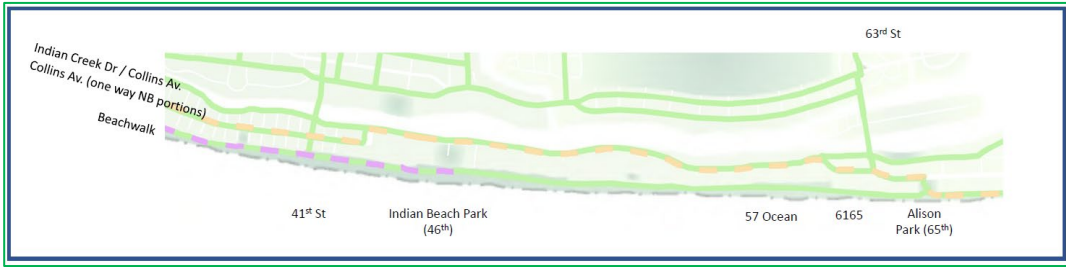 63rd St
Indian Creek Dr / Collins Av.
Collins Av. (one way NB portions)
Beachwalk
41st St
Indian Beach Park
(46th)
57 Ocean
6165
Alison
Park (65th)